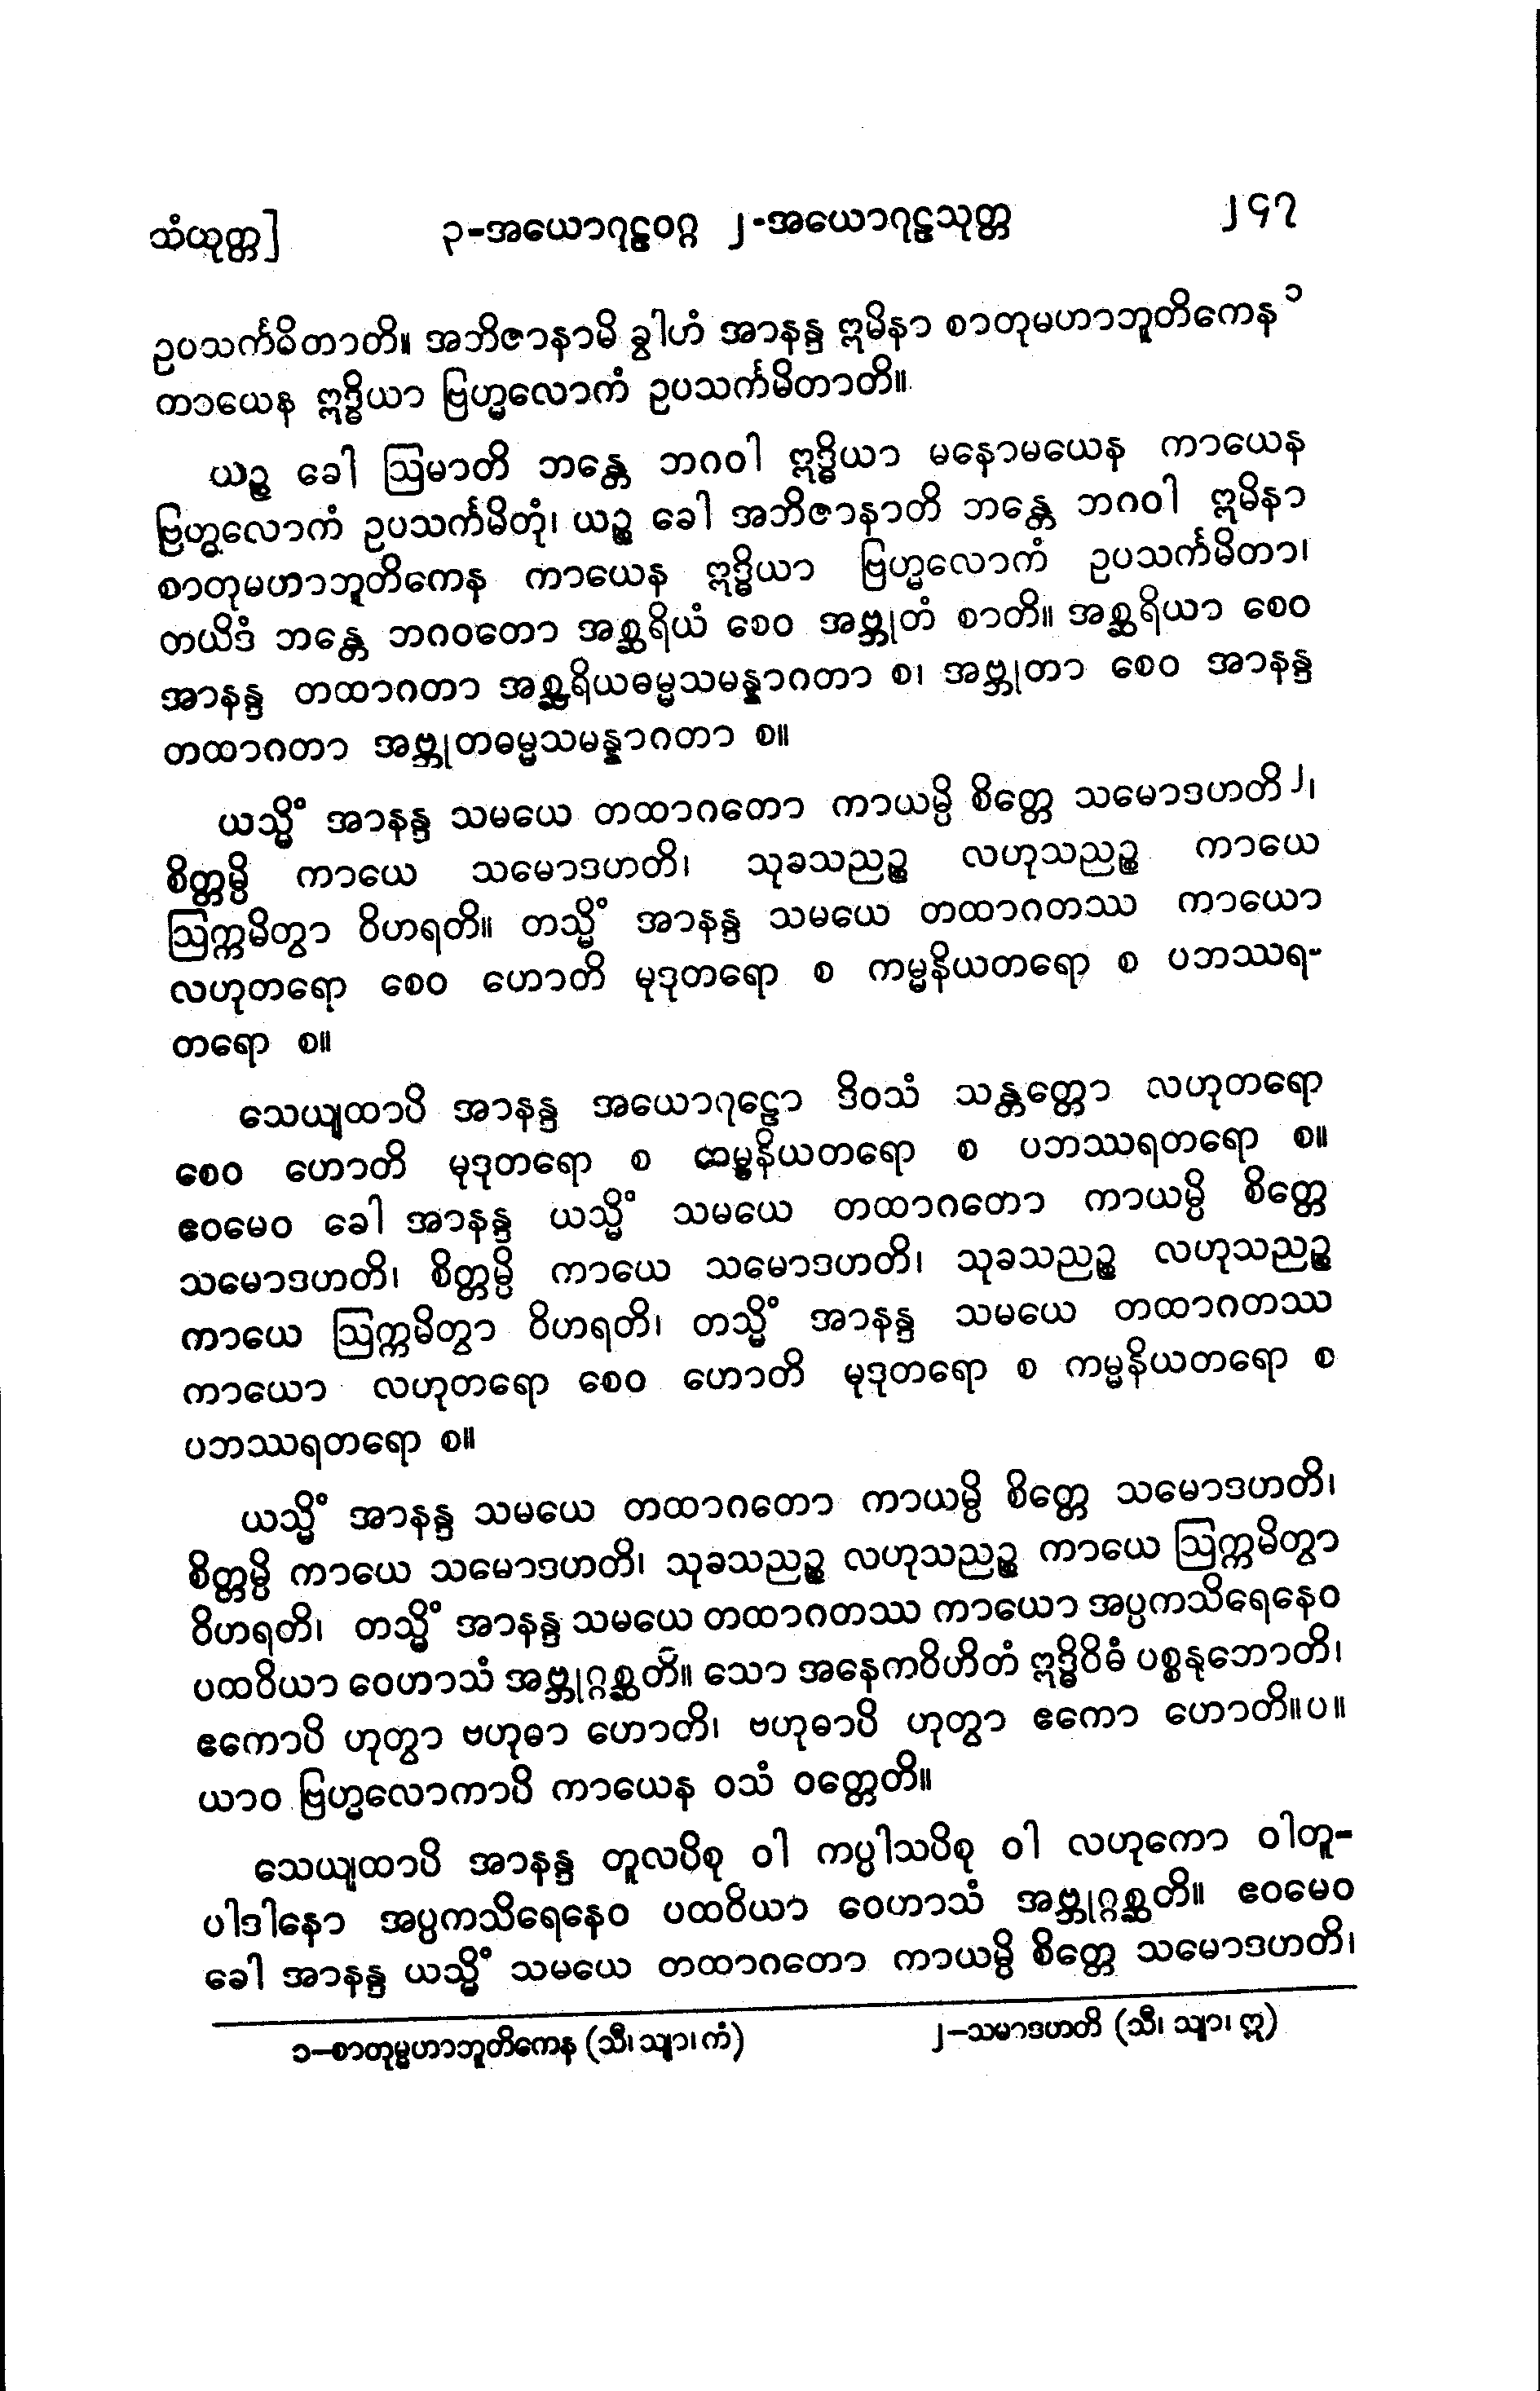 သံယုတ္တ] ၃-အယောဂုဠဝဂ္ဂ ၂-အယောဂုဠသုတ္တ ၂၄၇
ဥပသင်္ကမိတာတိ။ အဘိဇာနာမိ ခွါဟံ အာနန္ဒ ဣမိနာ စာတုမဟာဘူတိကေန ၁
ကာယေန ဣဒ္ဓိယာ ဗြဟ္မလောကံ ဥပသင်္ကမိတာတိ။
ယဉ္စ ခေါ ဩမာတိ ဘန္တေ ဘဂဝါ ဣဒ္ဓိယာ မနောမယေန ကာယေန
ဗြဟ္မလောကံ ဥပသင်္ကမိတုံ၊ ယဉ္စ ခေါ အဘိဇာနာတိ ဘန္တေ ဘဂဝါ ဣမိနာ
စာတုမဟာဘူတိကေန ကာယေန ဣဒ္ဓိယာ ဗြဟ္မလောကံ ဥပသင်္ကမိတာ၊
တယိဒံ ဘန္တေ ဘဂဝတော အစ္ဆရိယံ စေဝ အဗ္ဘုတံ စာတိ။ အစ္ဆရိယာ စေဝ
အာနန္ဒ တထာဂတာ အစ္ဆရိယဓမ္မသမန္နာဂတာ စ၊ အဗ္ဘုတာ စေဝ အာနန္ဒ
တထာဂတာ အဗ္ဘုတဓမ္မသမန္နာဂတာ စ။
ယသ္မိံ အာနန္ဒ သမယေ တထာဂတော ကာယမ္ပိ စိတ္တေ သမောဒဟတိ ၂၊
စိတ္တမ္ပိ ကာယေ သမောဒဟတိ၊ သုခသညဉ္စ လဟုသညဉ္စ ကာယေ
ဩက္ကမိတွာ ဝိဟရတိ။ တသ္မိံ အာနန္ဒ သမယေ တထာဂတဿ ကာယော
လဟုတရော စေဝ ဟောတိ မုဒုတရော စ ကမ္မနိယတရော စ ပဘဿရ-
တရော စ။
သေယျထာပိ အာနန္ဒ အယောဂုဠော ဒိဝသံ သန္တတ္တော လဟုတရော
စေဝ ဟောတိ မုဒုတရော စ ကမ္မနိယတရော စ ပဘဿရတရော စ။
ဧဝမေဝ ခေါ အာနန္ဒ ယသ္မိံ သမယေ တထာဂတော ကာယမ္ပိ စိတ္တေ
သမောဒဟတိ၊ စိတ္တမ္ပိ ကာယေ သမောဒဟတိ၊ သုခသညဉ္စ လဟုသညဉ္စ
ကာယေ ဩက္ကမိတွာ ဝိဟရတိ၊ တသ္မိံ အာနန္ဒ သမယေ တထာဂတဿ
ကာယော လဟုတရော စေဝ ဟောတိ မုဒုတရော စ ကမ္မနိယတရော စ
ပဘဿရတရော စ။
ယသ္မိံ အာနန္ဒ သမယေ တထာဂတော ကာယမ္ပိ စိတ္တေ သမောဒဟတိ၊
စိတ္တမ္ပိ ကာယေ သမောဒဟတိ၊ သုခသညဉ္စ လဟုသညဉ္စ ကာယေ ဩက္ကမိတွာ
ဝိဟရတိ၊ တသ္မိံ အာနန္ဒ သမယေ တထာဂတဿ ကာယော အပ္ပကသိရေနေဝ
ပထဝိယာ ဝေဟာသံ အဗ္ဘုဂ္ဂစ္ဆတိ။ သော အနေကဝိဟိတံ ဣဒ္ဓိဝိဓံ ပစ္စနုဘောတိ၊
ဧကောပိ ဟုတွာ ဗဟုဓာ ဟောတိ၊ ဗဟုဓာပိ ဟုတွာ ဧကော ဟောတိ။ပ။
ယာဝ ဗြဟ္မလောကာပိ ကာယေန ဝသံ ဝတ္တေတိ။
သေယျထာပိ အာနန္ဒ တူလပိစု ဝါ ကပ္ပါသပိစု ဝါ လဟုကော ဝါတူ-
ပါဒါနော အပ္ပကသိရေနေဝ ပထဝိယာ ဝေဟာသံ အဗ္ဘုဂ္ဂစ္ဆတိ။ ဧဝမေဝ
ခေါ အာနန္ဒ ယသ္မိံ သမယေ တထာဂတော ကာယမ္ပိ စိတ္တေ သမောဒဟတိ၊
၁–စာတုမ္မဟာဘူတိကေန (သီ၊ သျာ၊ ကံ) ၂–သမာဒဟတိ (သီ၊ သျာ၊ ဣ)